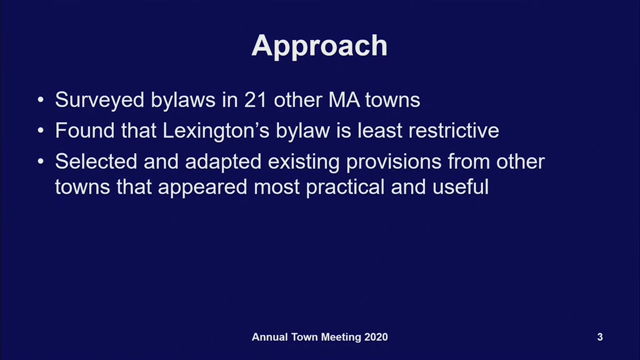 Approach
• Surveyed bylaws in 21 other MA towns
• Found that Lexington's bylaw is least restrictive
• Selected and adapted existing provisions from other
towns that appeared most practical and useful
Annual Town Meeting 2020
3